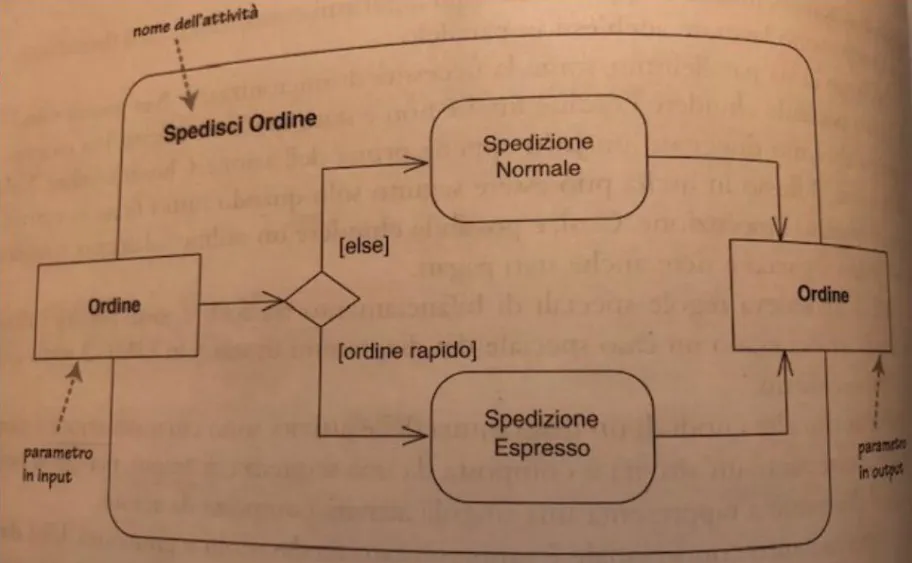 nome dell'attività
Spedisci Ordine
Spedizione
Normale
[else]
Ordine
Ordine
[ordine rapido]
Spedizione
Espresso
parametro
in input
parametro
in output